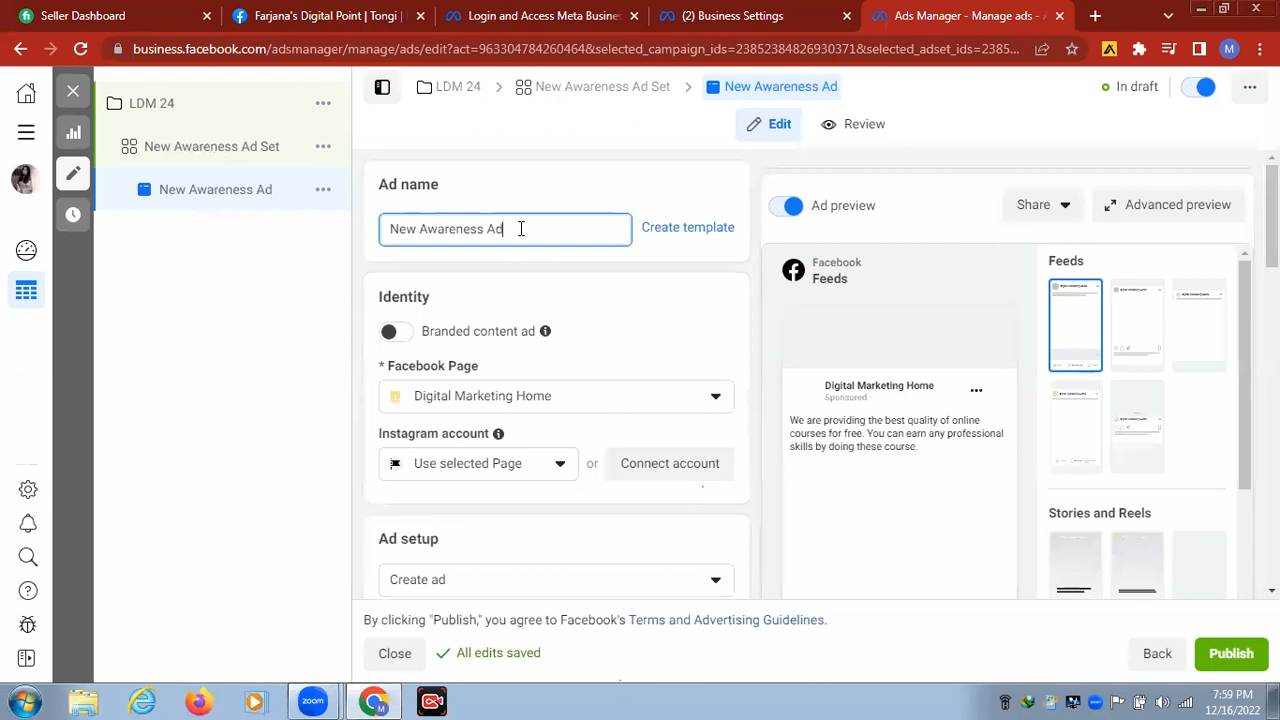 Seller Dashboard
Farjana's Digital Point | Tongi |
Login and Access Meta Busine
(2) Business Settings
Ads Manager - Manage ads - A
business.facebook.com/adsmanager/manage/ads/edit?act=963304784260464&selected_campaign_ids=23852384826930371&selected_adset_ids=2385...
M
LDM 24
New Awareness Ad Set
New Awareness Ad
LDM 24
New Awareness Ad Set
New Awareness Ad
In draft
Edit
Review
Ad name
New Awareness Ad
Create template
Identity
Branded content ad
* Facebook Page
Digital Marketing Home
Instagram account
Use selected Page
or
Connect account
Ad setup
Create ad
Ad preview
Share
Advanced preview
Facebook
Feeds
Digital Marketing Home
Sponsored ·
We are providing the best quality of online
courses for free. You can earn any professional
skills by doing these course.
Feeds
Stories and Reels
By clicking "Publish," you agree to Facebook's Terms and Advertising Guidelines.
Close
All edits saved
Back
Publish
zoom
7:59 PM
12/16/2022